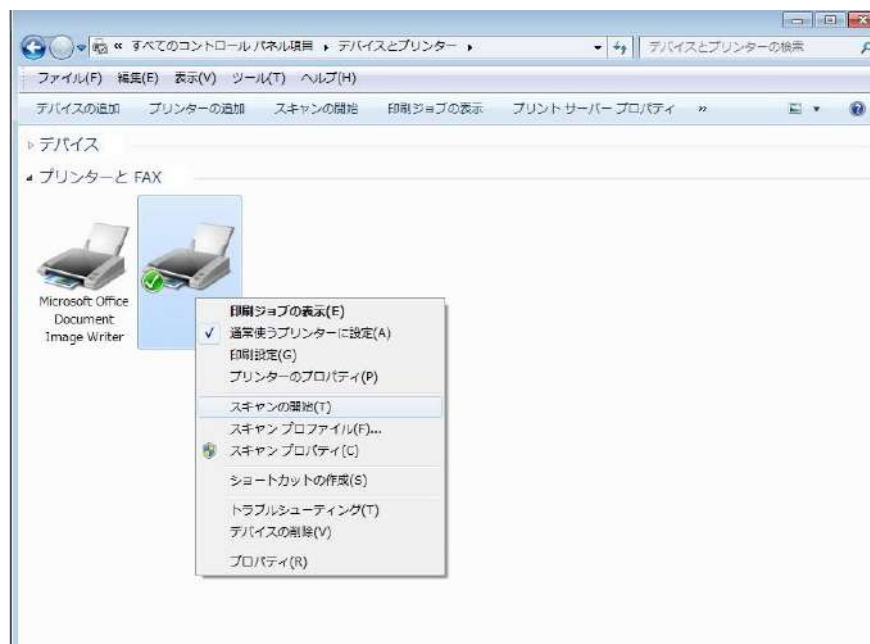 « すべてのコントロール パネル項目 ▸ デバイスとプリンター ▸
デバイスとプリンターの検索
ファイル(F) 編集(E) 表示(V) ツール(T) ヘルプ(H)
デバイスの追加 プリンターの追加 スキャンの開始 印刷ジョブの表示 プリント サーバー プロパティ »
デバイス
プリンターと FAX
Microsoft Office
Document
Image Writer
印刷ジョブの表示(E)
通常使うプリンターに設定(A)
印刷設定(G)
プリンターのプロパティ(P)
スキャンの開始(T)
スキャン プロファイル(F)...
スキャン プロパティ(C)
ショートカットの作成(S)
トラブルシューティング(T)
デバイスの削除(V)
プロパティ(R)